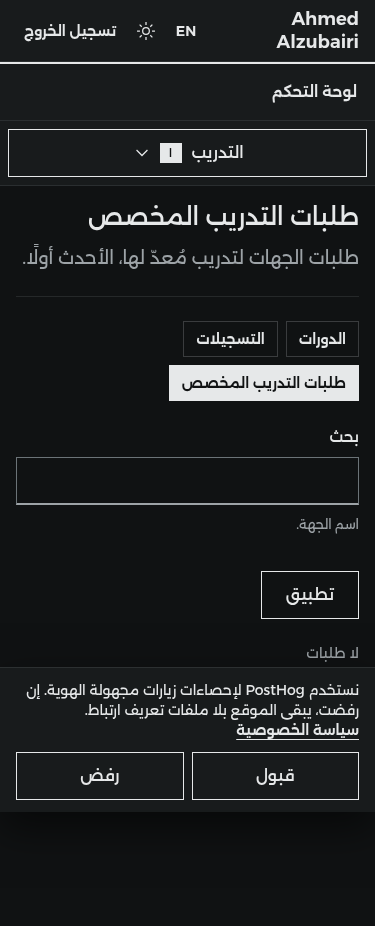 Ahmed
Alzubairi
EN
تسجيل الخروج
لوحة التحكم
التدريب
١
طلبات التدريب المخصص
طلبات الجهات لتدريب مُعدّ لها، الأحدث أولًا.
الدورات
التسجيلات
طلبات التدريب المخصص
بحث
اسم الجهة.
تطبيق
لا طلبات
نستخدم PostHog لإحصاءات زيارات مجهولة الهوية. إن
رفضت، يبقى الموقع بلا ملفات تعريف ارتباط.
سياسة الخصوصية
قبول
رفض